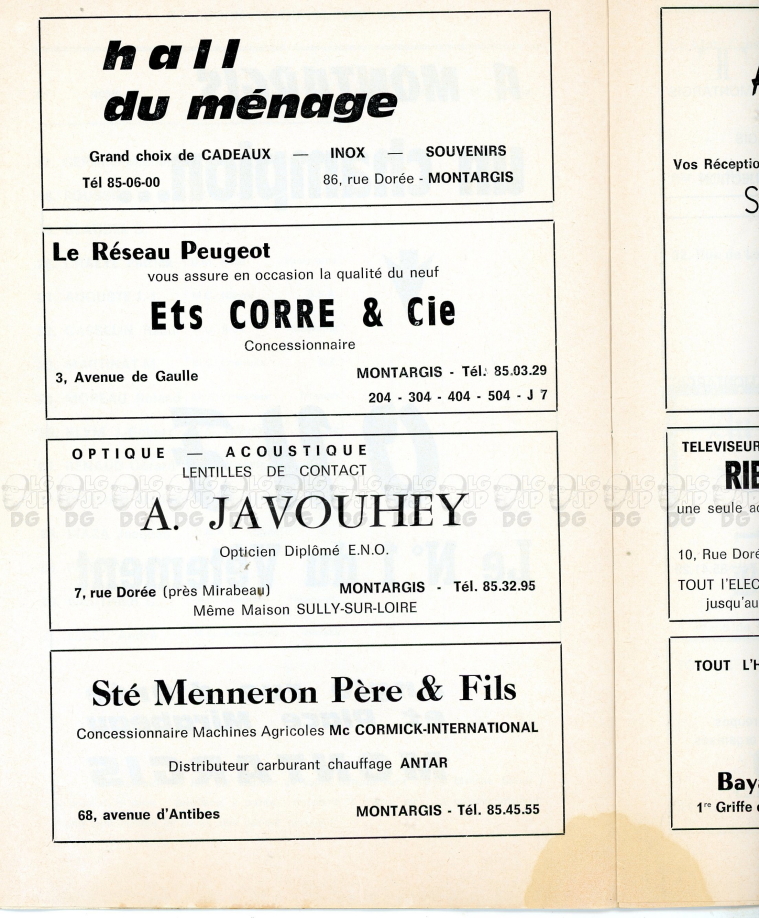 hall
du ménage
Grand choix de CADEAUX — INOX — SOUVENIRS
Tél 85-06-00 86, rue Dorée - MONTARGIS
Le Réseau Peugeot
vous assure en occasion la qualité du neuf
Ets CORRE & Cie
Concessionnaire
3, Avenue de Gaulle MONTARGIS - Tél. 85.03.29
204 - 304 - 404 - 504 - J 7
OPTIQUE — ACOUSTIQUE
LENTILLES DE CONTACT
A. JAVOUHEY
Opticien Diplômé E.N.O.
7, rue Dorée (près Mirabeau) MONTARGIS - Tél. 85.32.95
Même Maison SULLY-SUR-LOIRE
Sté Menneron Père & Fils
Concessionnaire Machines Agricoles Mc CORMICK-INTERNATIONAL
Distributeur carburant chauffage ANTAR
68, avenue d'Antibes MONTARGIS - Tél. 85.45.55
Vos Réceptio
S
TELEVISEUR
RIE
une seule a
10, Rue Doré
TOUT l'ELEC
jusqu'au
TOUT L'H
Baya
1re Griffe